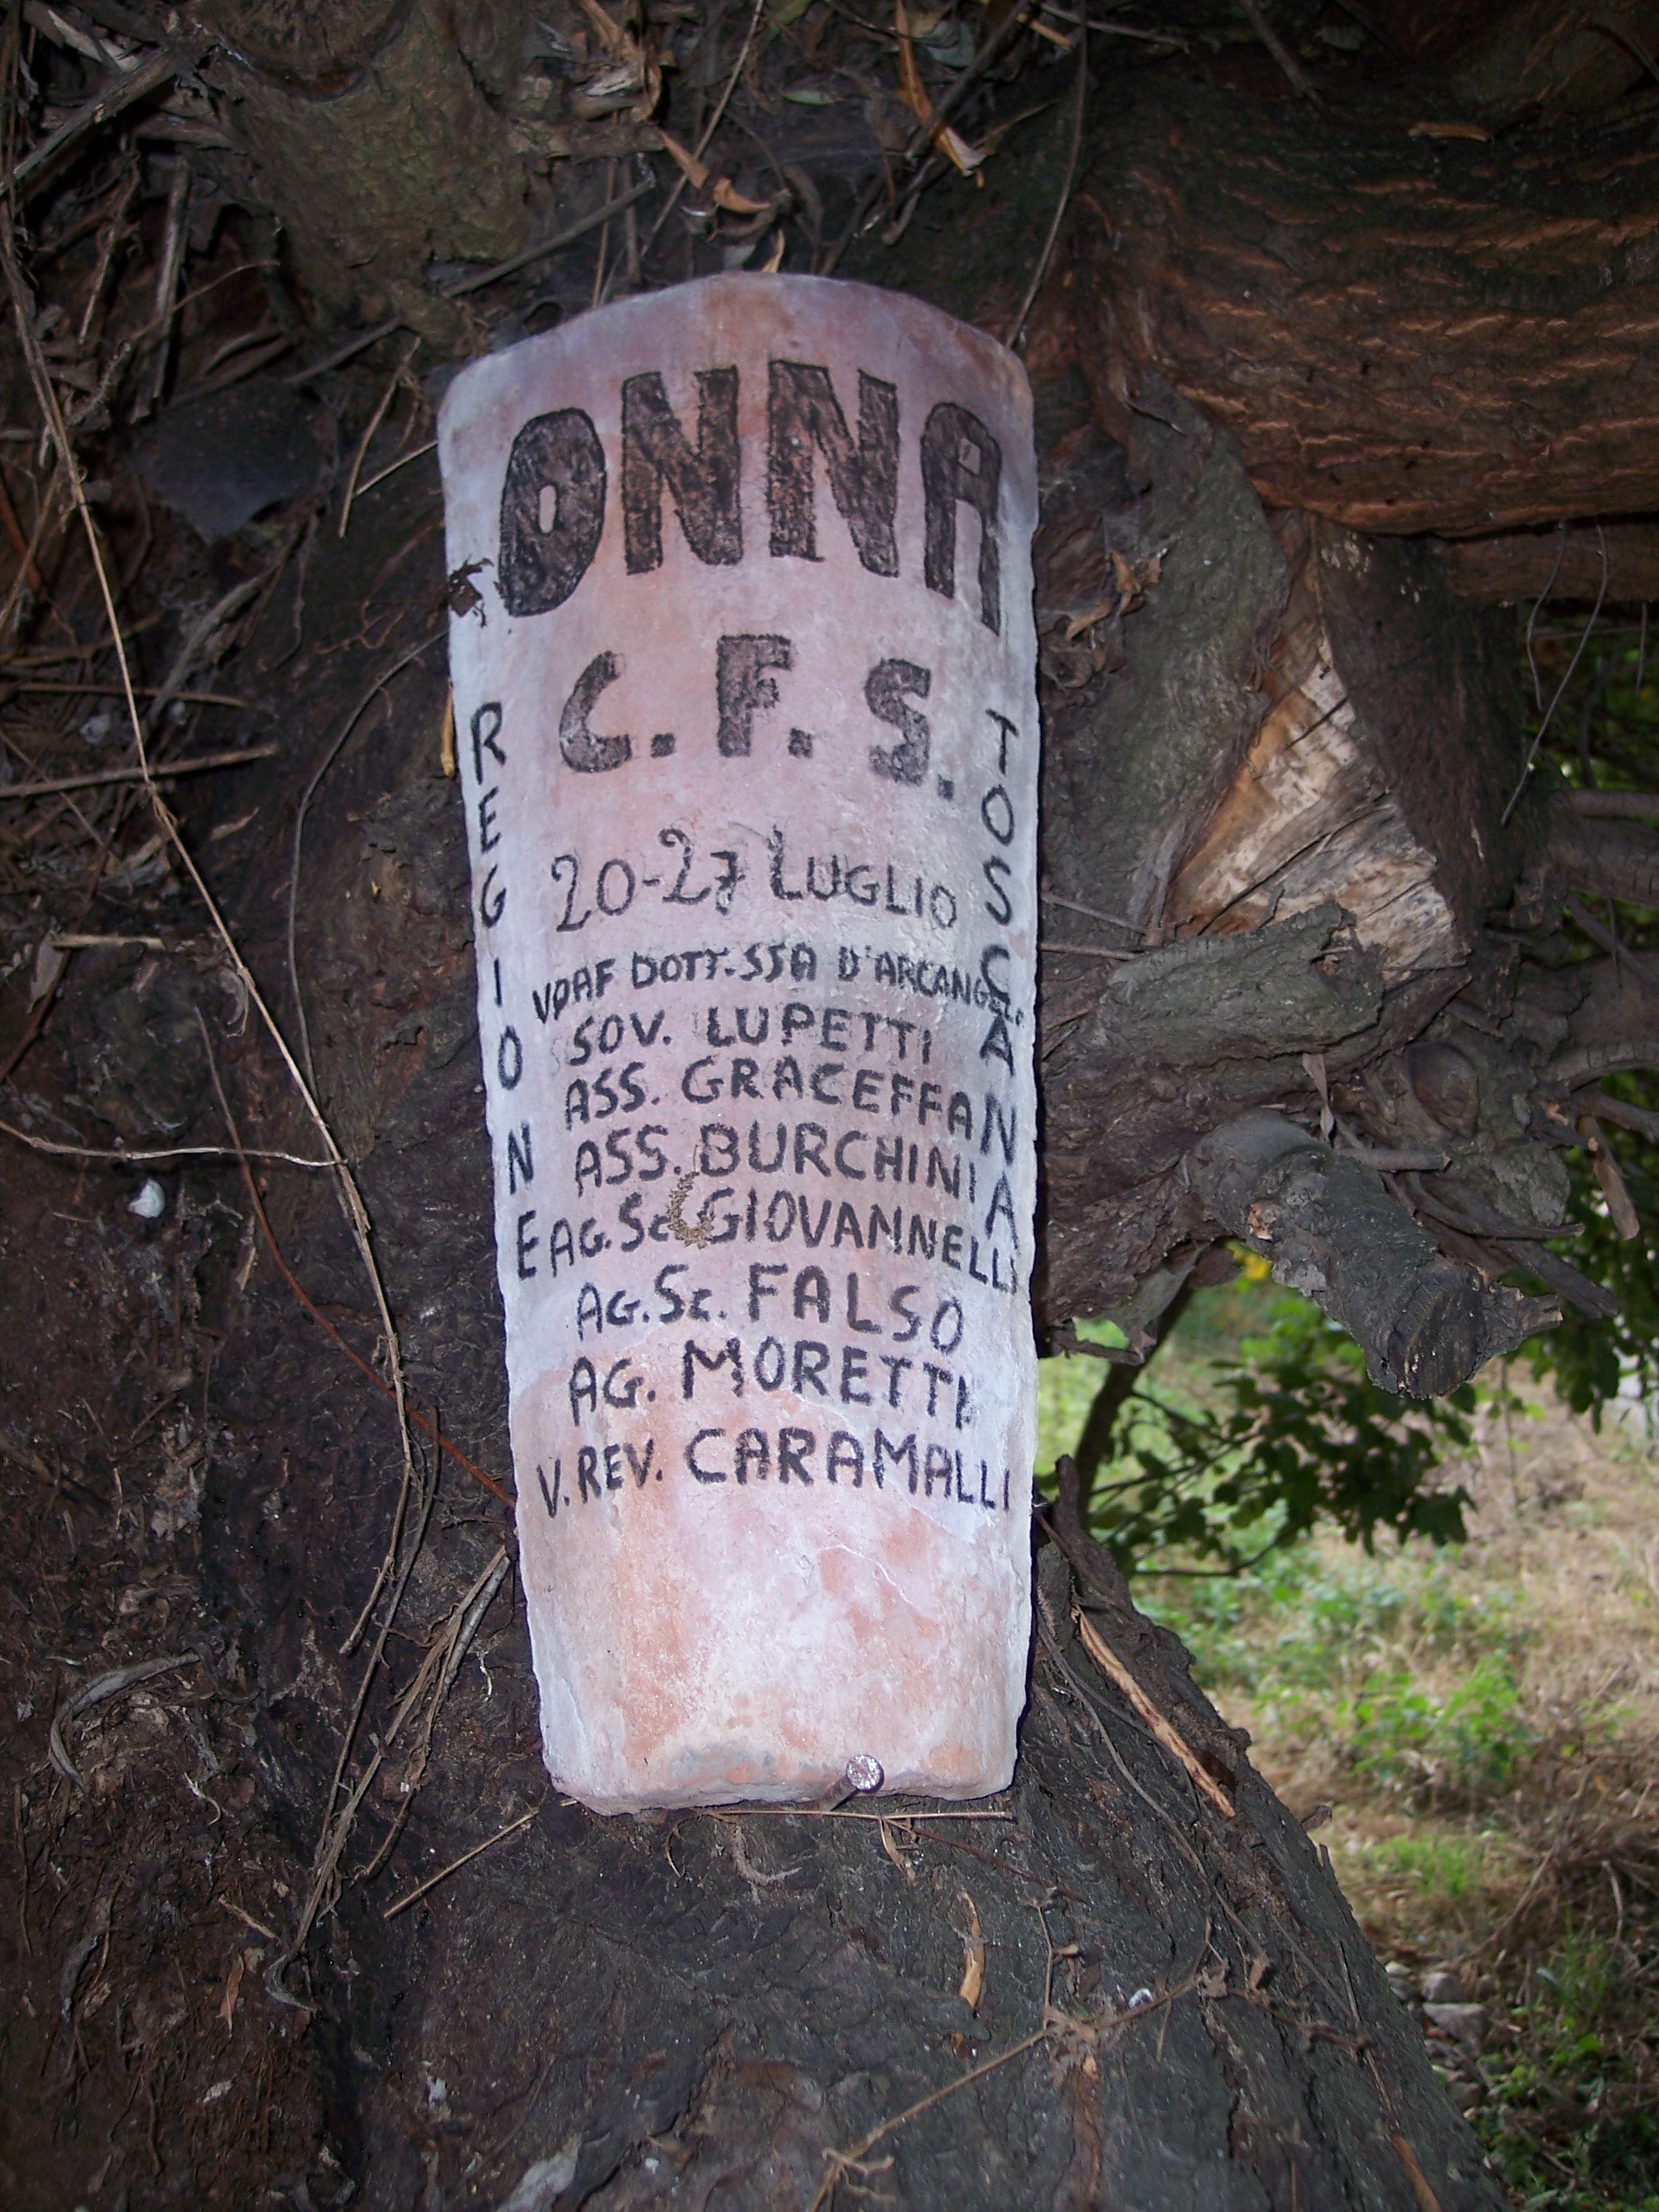 ONNA
C. F. S.
REGIONE
TOSCANA
20-27 LUGLIO
VQAF DOTT.SSA D'ARCANGELI
SOV. LUPETTI
ASS. GRACEFFA
ASS. BURCHINI
AG. Sc. GIOVANNELLI
AG. Sc. FALSO
AG. MORETTI
V. REV. CARAMALLI